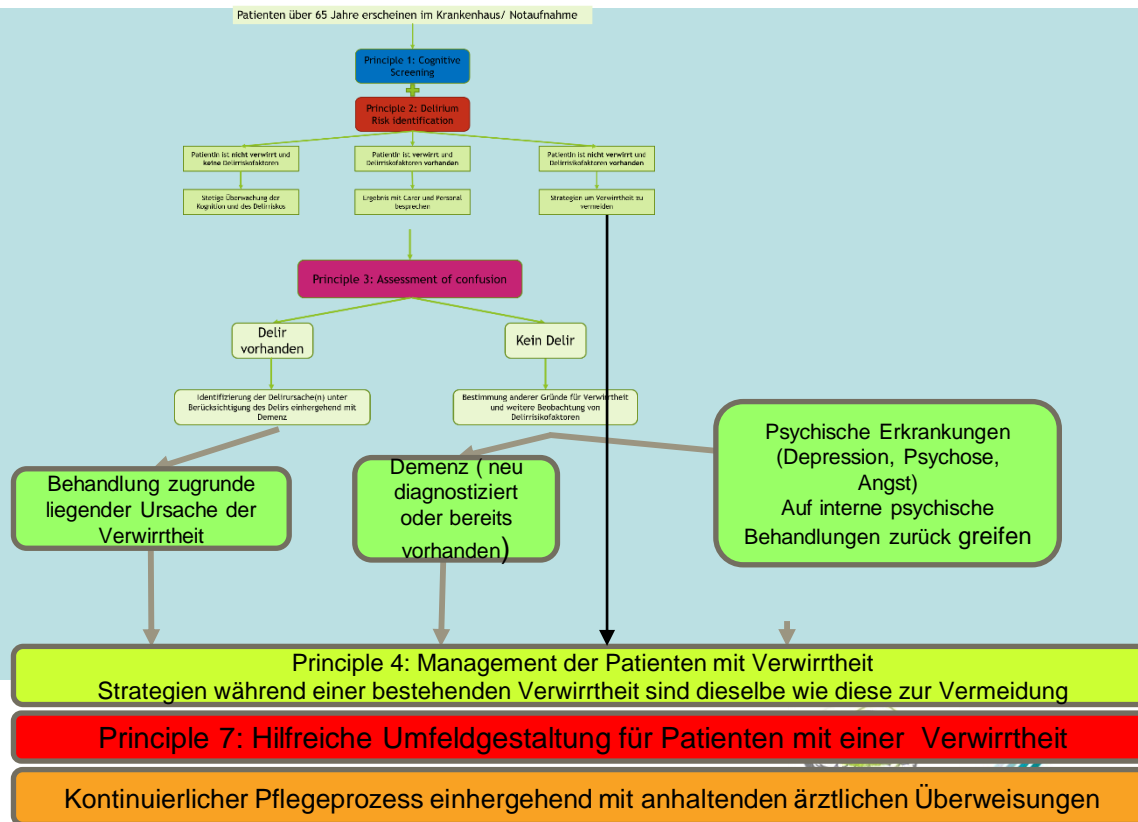 Patienten über 65 Jahre erscheinen im Krankenhaus/ Notaufnahme
Principle 1: Cognitive
Screening
Principle 2: Delirium
Risk identification
PatientIn ist nicht verwirrt und
keine Delirrisikofaktoren
PatientIn ist verwirrt und
Delirrisikofaktoren
vorhanden
PatientIn ist nicht verwirrt und
Delirrisikofaktoren vorhanden
Stetige Überwachung der
Kognition und des Delirrisikos
Ergebnis mit Carer und Personal
besprechen
Strategien um Verwirrtheit zu
vermeiden
Principle 3: Assessment of confusion
Delir
vorhanden
Kein Delir
Identifizierung der Delirursache(n) unter
Berücksichtigung des Delirs einhergehend mit
Demenz
Bestimmung anderer Gründe für Verwirrtheit
und weitere Beobachtung von
Delirrisikofaktoren
Behandlung zugrunde
liegender Ursache der
Verwirrtheit
Demenz ( neu
diagnostiziert
oder bereits
vorhanden)
Psychische Erkrankungen
(Depression, Psychose,
Angst)
Auf interne psychische
Behandlungen zurück greifen
Principle 4: Management der Patienten mit Verwirrtheit
Strategien während einer bestehenden Verwirrtheit sind dieselbe wie diese zur Vermeidung
Principle 7: Hilfreiche Umfeldgestaltung für Patienten mit einer Verwirrtheit
Kontinuierlicher Pflegeprozess einhergehend mit anhaltenden ärztlichen Überweisungen